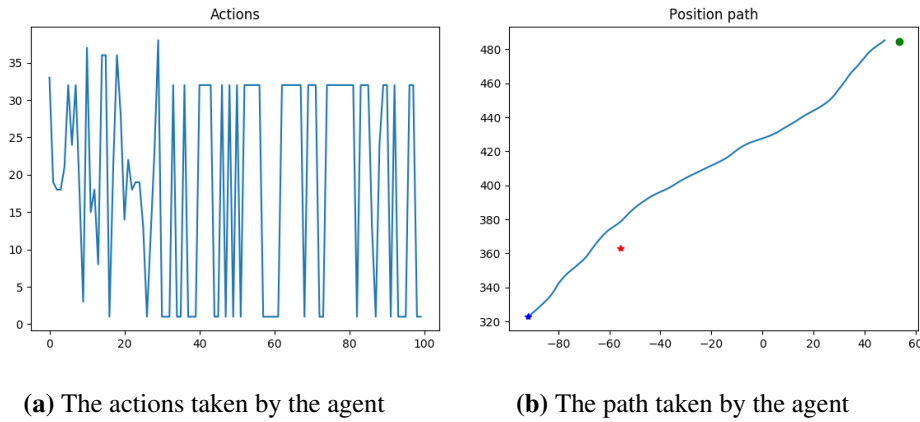 Actions
35
30
25
20
15
10
5
0
0 20 40 60 80 100
Position path
480
460
440
420
400
380
360
340
320
−80 −60 −40 −20 0 20 40 60
(a) The actions taken by the agent
(b) The path taken by the agent